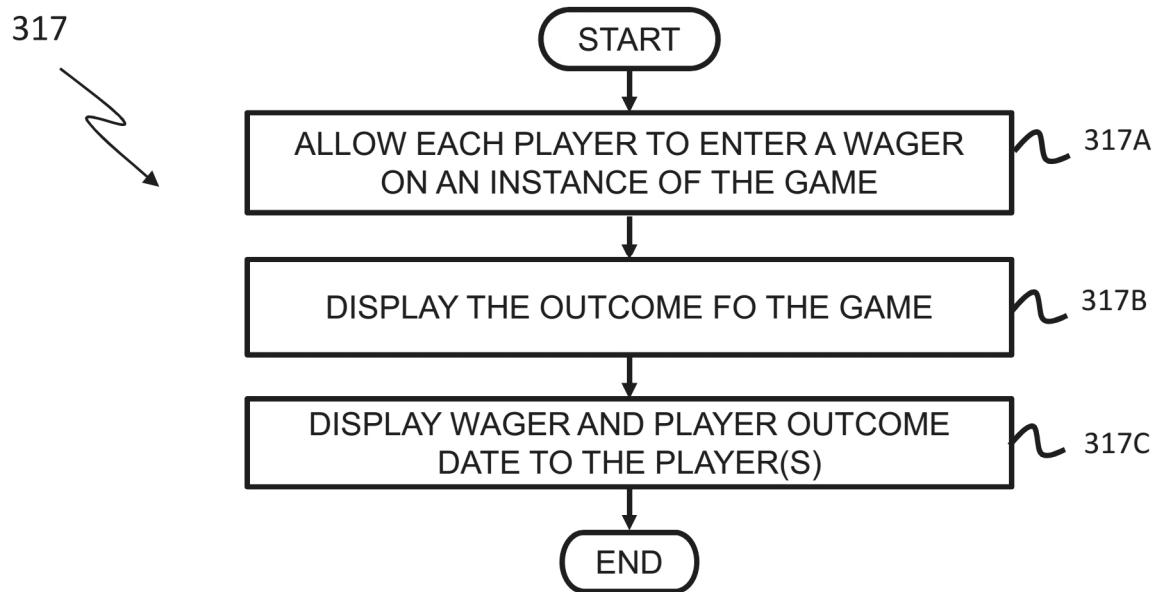 317
START
ALLOW EACH PLAYER TO ENTER A WAGER
ON AN INSTANCE OF THE GAME
317A
DISPLAY THE OUTCOME FO THE GAME
317B
DISPLAY WAGER AND PLAYER OUTCOME
DATE TO THE PLAYER(S)
317C
END